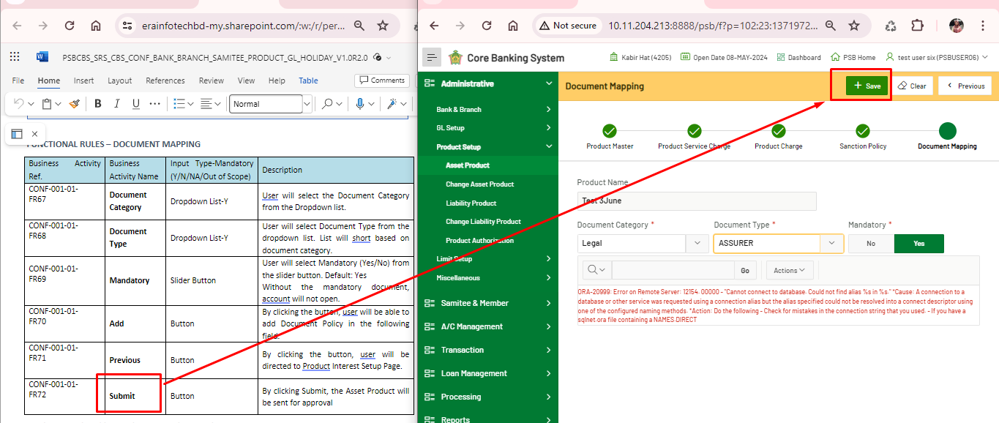 erainfotechbd-my.sharepoint.com/:w:/r/per...
PSBCBS_SRS_CBS_CONF_BANK_BRANCH_SAMITEE_PRODUCT_GL_HOLIDAY_V1.0R2.0
File Home Insert Layout References Review View Help Table Comments
B I U Normal
FUNCTIONAL RULES – DOCUMENT MAPPING
Business Activity Ref.
Business Activity Name
Input Type-Mandatory (Y/N/NA/Out of Scope)
Description
CONF-001-01-FR67
Document Category
Dropdown List-Y
User will select the Document Category from the Dropdown list.
CONF-001-01-FR68
Document Type
Dropdown List-Y
User will select Document Type from the dropdown list. List will short based on document category.
CONF-001-01-FR69
Mandatory
Slider Button
User will select Mandatory (Yes/No) from the slider button. Default: Yes
Without the mandatory document, account will not open.
CONF-001-01-FR70
Add
Button
By clicking the button, user will be able to add Document Policy in the following field.
CONF-001-01-FR71
Previous
Button
By clicking the button, user will be directed to Product Interest Setup Page.
CONF-001-01-FR72
Submit
Button
By clicking Submit, the Asset Product will be sent for approval
Not secure 10.11.204.213:8888/psb/f?p=102:23:1371972...
Core Banking System
Kabir Hat (4205) Open Date 08-MAY-2024 Dashboard PSB Home test user six (PSBUSER06)
Administrative
Bank & Branch
GL Setup
Product Setup
Asset Product
Change Asset Product
Liability Product
Change Liability Product
Product Authorization
Limit Setup
Miscellaneous
Samitee & Member
A/C Management
Transaction
Loan Management
Processing
Reports
Document Mapping
Save Clear Previous
Product Master Product Service Charge Product Charge Sanction Policy Document Mapping
Product Name
Test 3June
Document Category * Document Type * Mandatory *
Legal ASSURER No Yes
Go Actions
ORA-20999: Error on Remote Server: 12154. 00000 - "Cannot connect to database. Could not find alias %s in %s." *Cause: A connection to a
database or other service was requested using a connection alias but the alias specified could not be resolved into a connect descriptor using
one of the configured naming methods. *Action: Do the following - Check for mistakes in the connection string that you used. - If you have a
sqlnet.ora file containing a NAMES.DIRECT